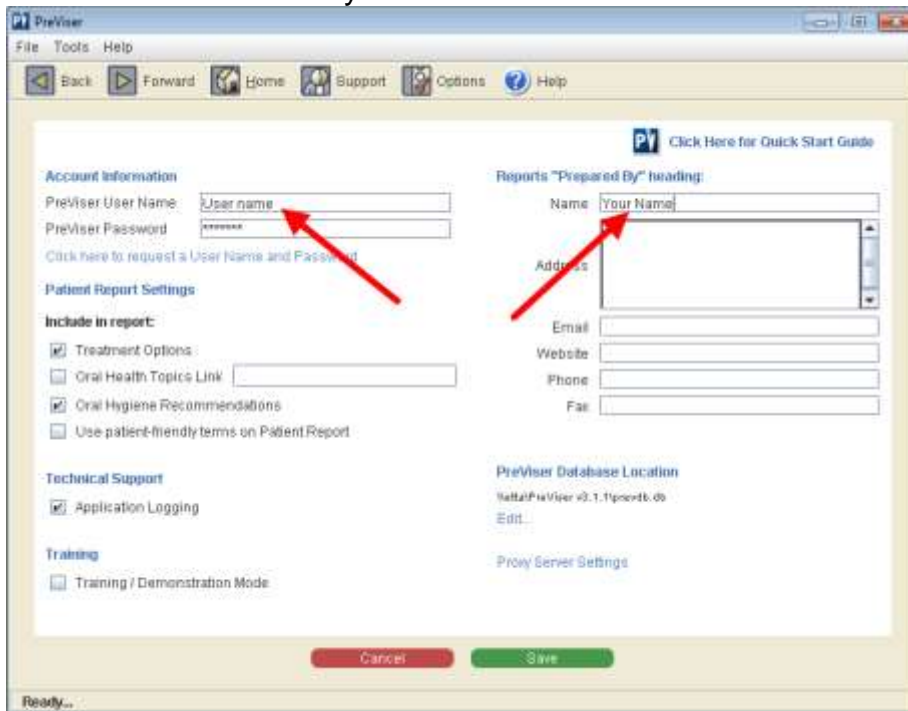 PreViser
File Tools Help
Back Forward Home Support Options Help
PV Click Here for Quick Start Guide
Account Information
PreViser User Name User name
PreViser Password *******
Click here to request a User Name and Password
Patient Report Settings
Include in report:
Treatment Options
Oral Health Topics Link
Oral Hygiene Recommendations
Use patient-friendly terms on Patient Report
Technical Support
Application Logging
Training
Training / Demonstration Mode
Reports "Prepared By" heading:
Name Your Name
Address
Email
Website
Phone
Fax
PreViser Database Location
Edit...
Proxy Server Settings
Cancel Save
Ready...